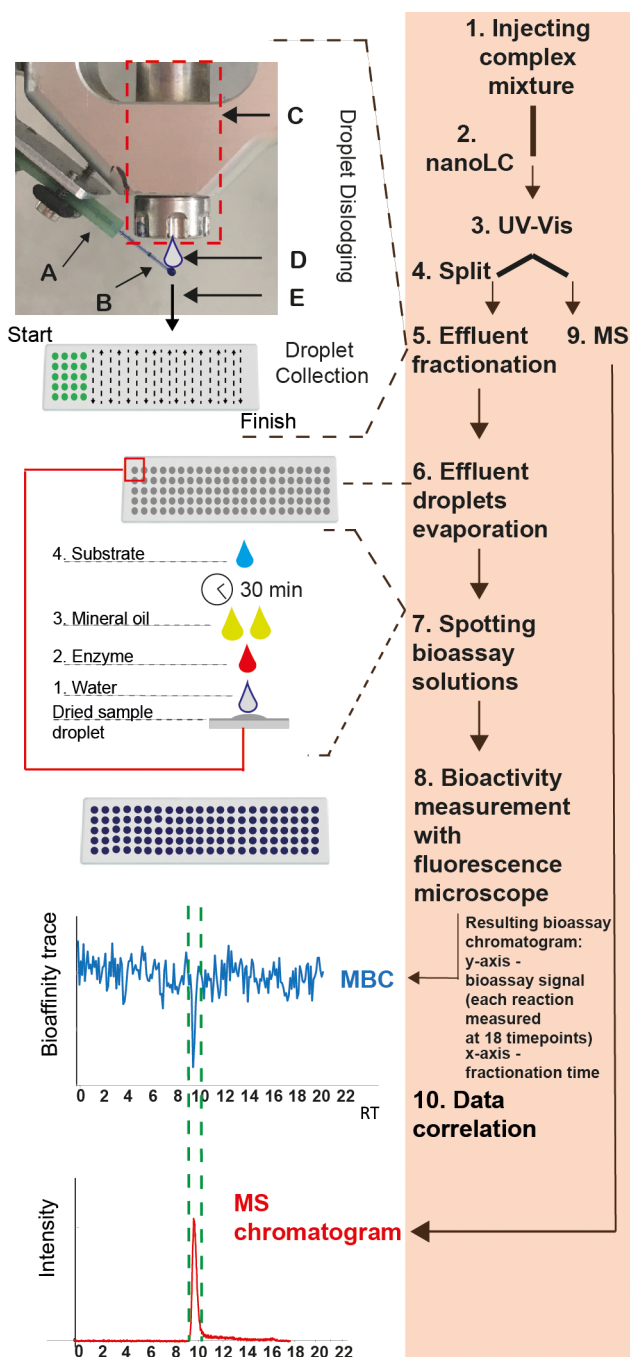 1. Injecting
complex
mixture
2.
nanoLC
3. UV-Vis
4. Split
5. Effluent
fractionation
9. MS
6. Effluent
droplets
evaporation
7. Spotting
bioassay
solutions
8. Bioactivity
measurement
with
fluorescence
microscope
Resulting bioassay
chromatogram:
y-axis -
bioassay signal
(each reaction
measured
at 18 timepoints)
x-axis -
fractionation time
10. Data
correlation
A
B
C
D
E
Droplet Dislodging
Start
Droplet
Collection
Finish
4. Substrate
30 min
3. Mineral oil
2. Enzyme
1. Water
Dried sample
droplet
Bioaffinity trace
MBC
0 2 4 6 8 10 12 14 16 18 20 22
RT
MS
chromatogram
Intensity
0 2 4 6 8 10 12 14 16 18 20 22